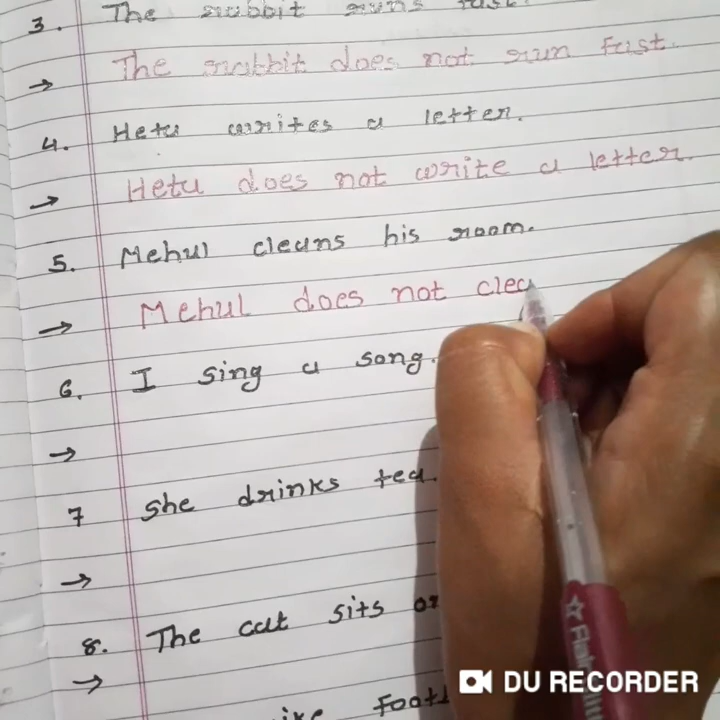 3. The rabbit runs fast.
→ The rabbit does not run fast.
4. Hetu writes a letter.
→ Hetu does not write a letter.
5. Mehul cleans his room.
→ Mehul does not clea
6. I sing a song.
→
7 She drinks tea.
→
8. The cat sits on
→
Flair
DU RECORDER